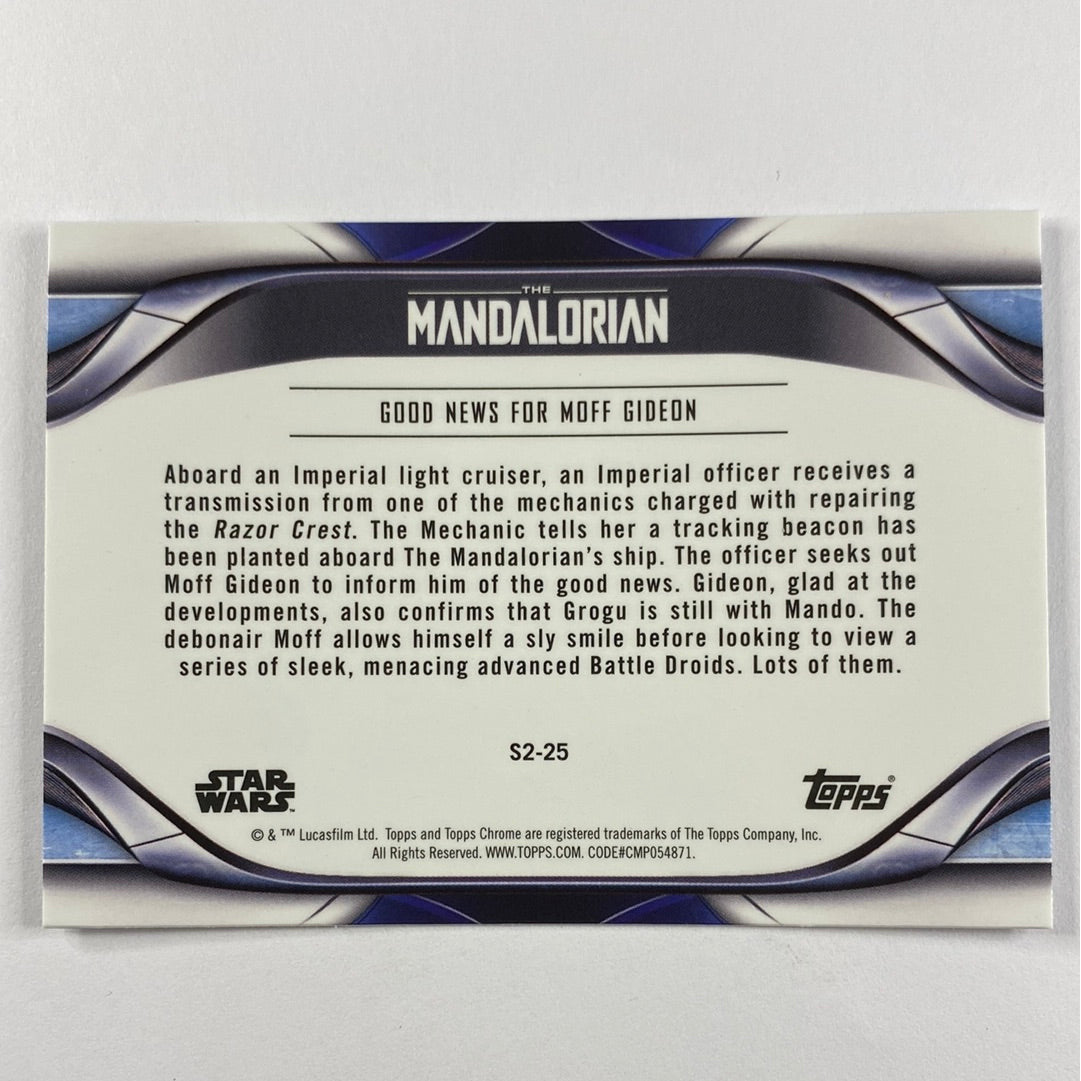 THE
MANDALORIAN
GOOD NEWS FOR MOFF GIDEON
Aboard an Imperial light cruiser, an Imperial officer receives a
transmission from one of the mechanics charged with repairing
the Razor Crest. The Mechanic tells her a tracking beacon has
been planted aboard The Mandalorian's ship. The officer seeks out
Moff Gideon to inform him of the good news. Gideon, glad at the
developments, also confirms that Grogu is still with Mando. The
debonair Moff allows himself a sly smile before looking to view a
series of sleek, menacing advanced Battle Droids. Lots of them.
S2-25
STAR
WARS™
TOPPS®
© & ™ Lucasfilm Ltd. Topps and Topps Chrome are registered trademarks of The Topps Company, Inc.
All Rights Reserved. WWW.TOPPS.COM. CODE#CMP054871.